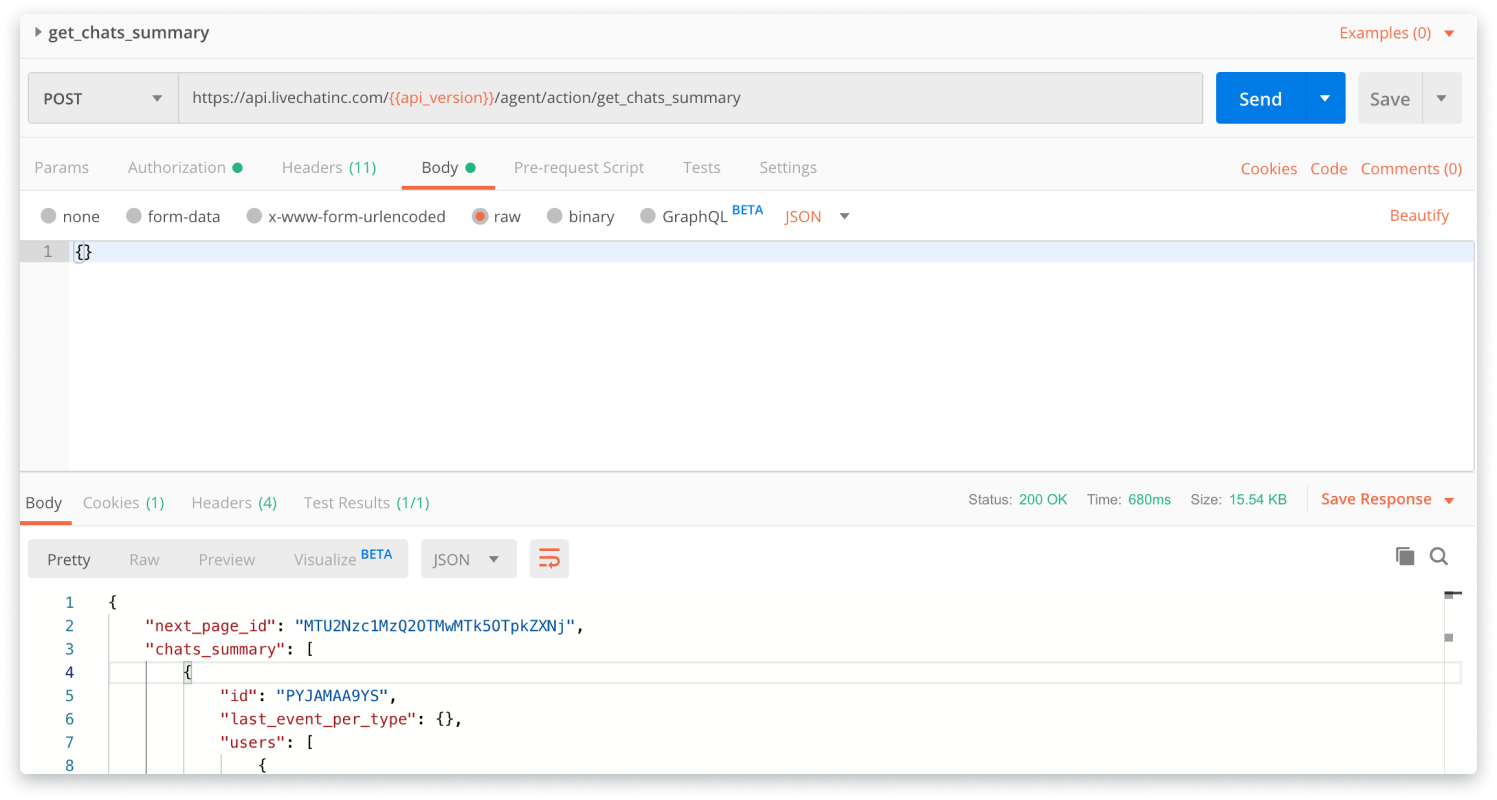 get_chats_summary Examples (0)
POST https://api.livechatinc.com/{{api_version}}/agent/action/get_chats_summary Send Save
Params Authorization Headers (11) Body Pre-request Script Tests Settings Cookies Code Comments (0)
none form-data x-www-form-urlencoded raw binary GraphQL BETA JSON Beautify
1 {}
Body Cookies (1) Headers (4) Test Results (1/1) Status: 200 OK Time: 680ms Size: 15.54 KB Save Response
Pretty Raw Preview Visualize BETA JSON
1 {
2 "next_page_id": "MTU2Nzc1MzQ2OTMwMTk5OTpkZXNj",
3 "chats_summary": [
4 {
5 "id": "PYJAMAA9YS",
6 "last_event_per_type": {},
7 "users": [
8 {